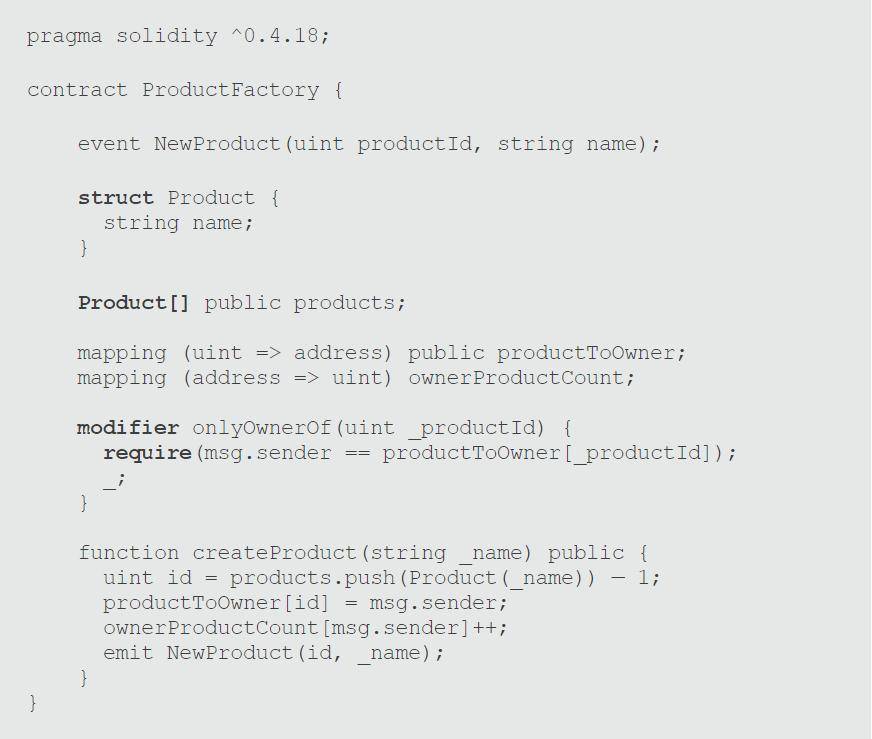 pragma solidity ^0.4.18;
contract ProductFactory {
event NewProduct(uint productId, string name);
struct Product {
string name;
}
Product[] public products;
mapping (uint => address) public productToOwner;
mapping (address => uint) ownerProductCount;
modifier onlyOwnerOf(uint _productId) {
require(msg.sender == productToOwner[_productId]);
_;
}
function createProduct(string _name) public {
uint id = products.push(Product(_name)) – 1;
productToOwner[id] = msg.sender;
ownerProductCount[msg.sender]++;
emit NewProduct(id, _name);
}
}